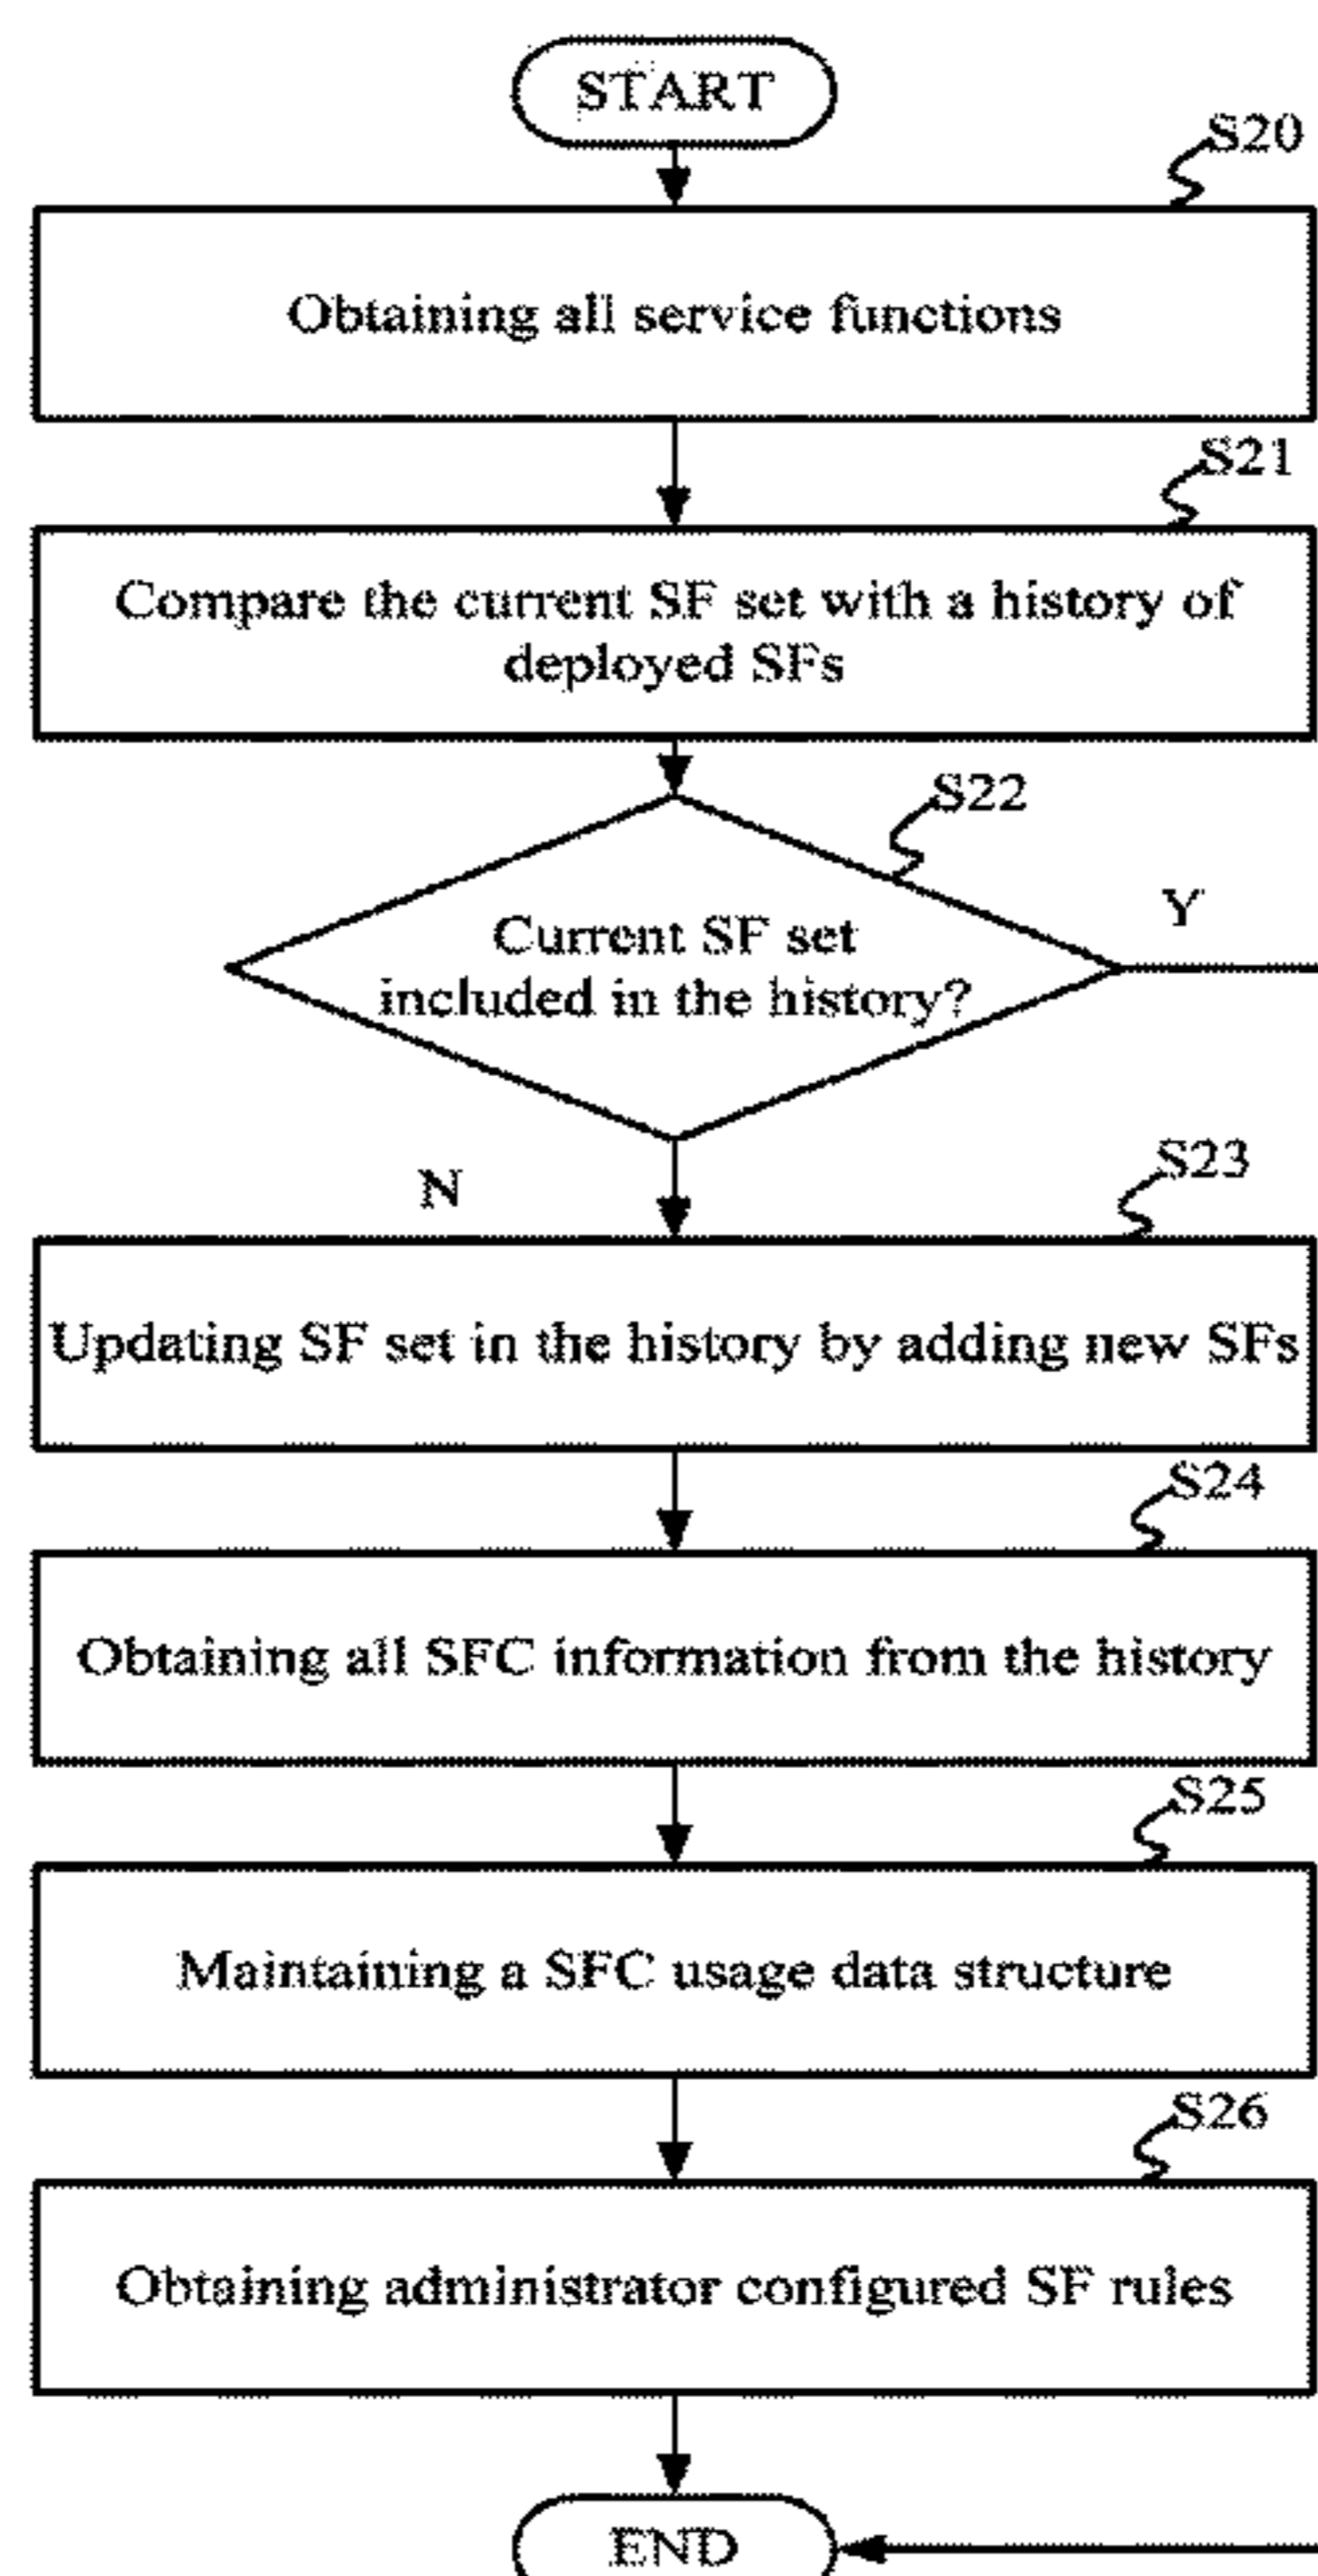 START
S20
Obtaining all service functions
S21
Compare the current SF set with a history of
deployed SFs
S22
Current SF set
included in the history?
Y
N
S23
Updating SF set in the history by adding new SFs
S24
Obtaining all SFC information from the history
S25
Maintaining a SFC usage data structure
S26
Obtaining administrator configured SF rules
END